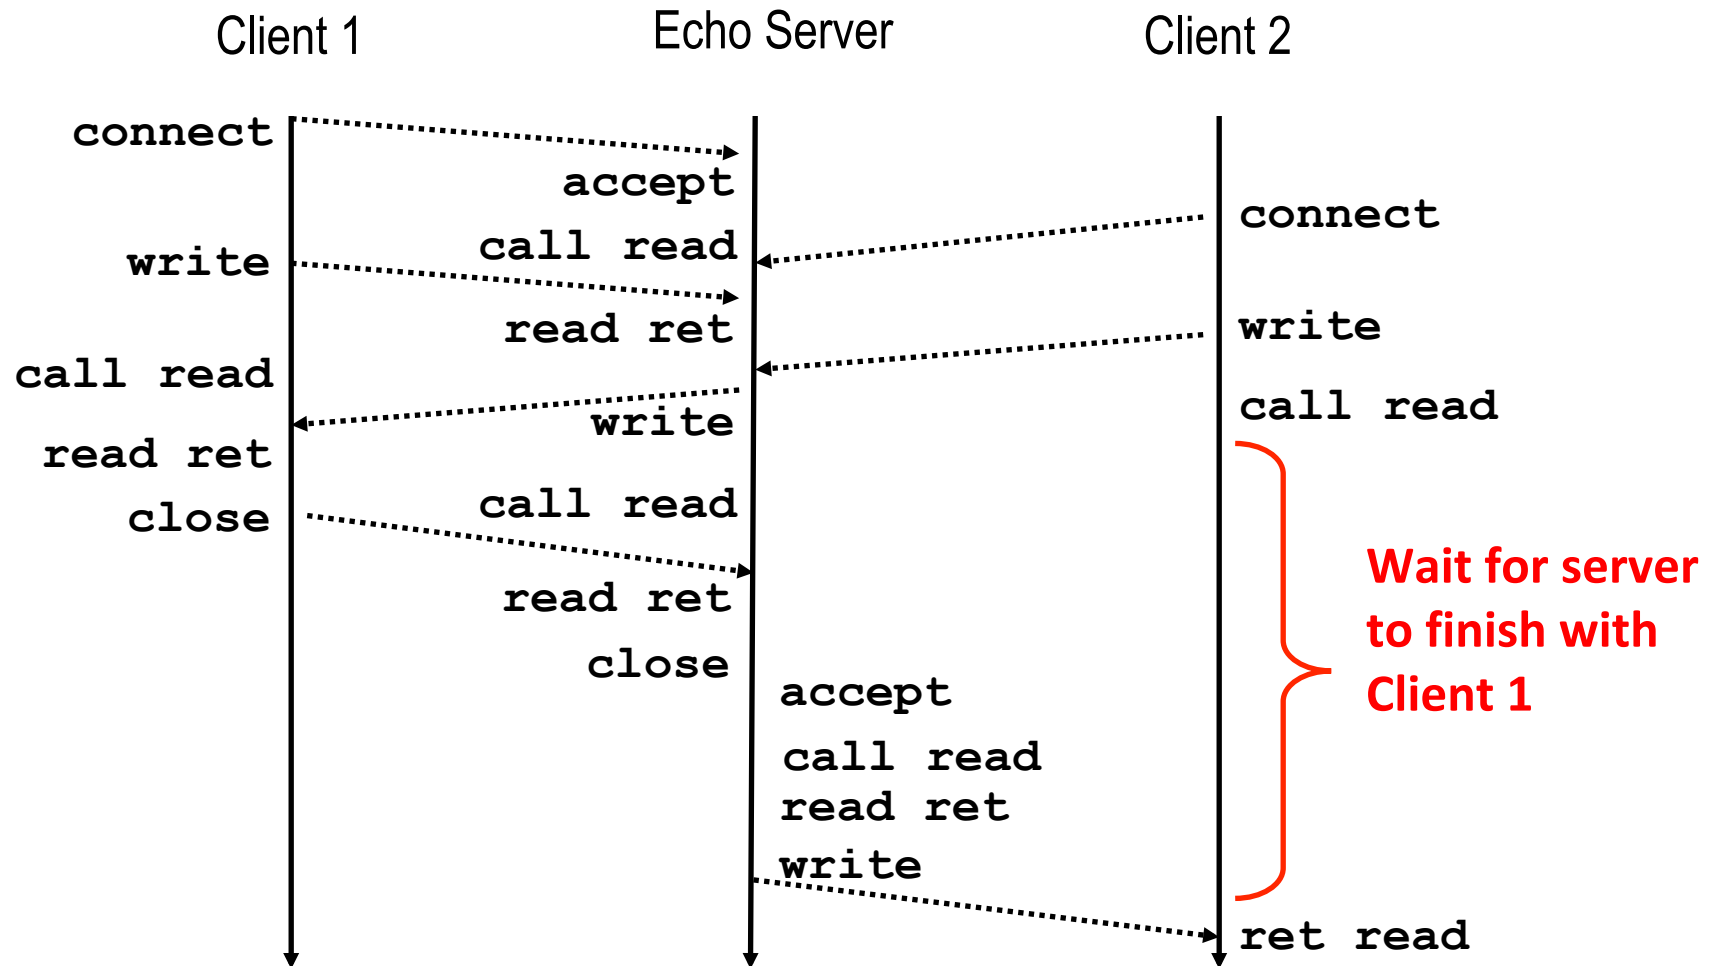 Client 1
Echo Server
Client 2
connect
accept
connect
call read
write
read ret
write
call read
call read
write
read ret
call read
close
Wait for server
to finish with
Client 1
read ret
close
accept
call read
read ret
write
ret read